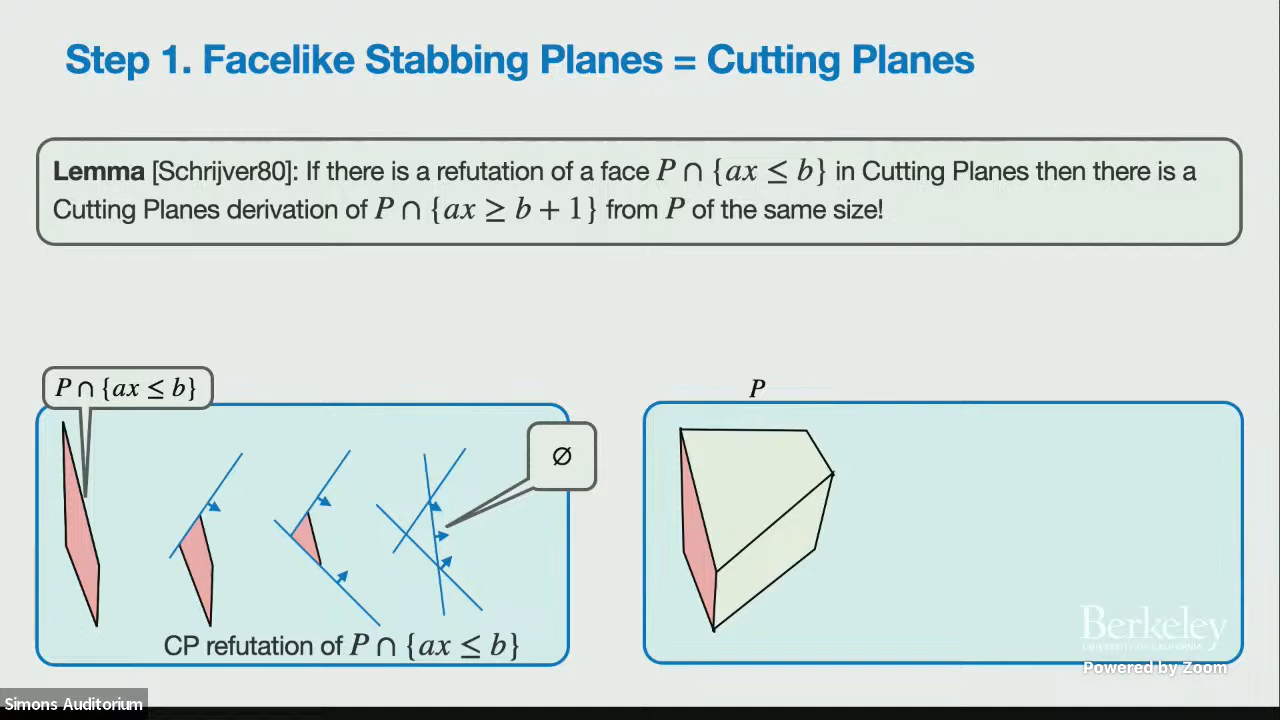 Step 1. Facelike Stabbing Planes = Cutting Planes
Lemma [Schrijver80]: If there is a refutation of a face P ∩ {ax ≤ b} in Cutting Planes then there is a
Cutting Planes derivation of P ∩ {ax ≥ b + 1} from P of the same size!
P ∩ {ax ≤ b}
∅
CP refutation of P ∩ {ax ≤ b}
P
Berkeley
Powered by Zoom
Simons Auditorium